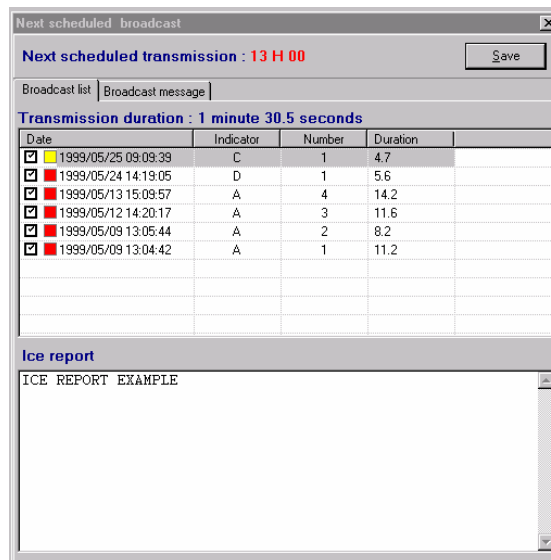 Next scheduled broadcast
Next scheduled transmission : 13 H 00
Save
Broadcast list Broadcast message
Transmission duration : 1 minute 30.5 seconds
Date Indicator Number Duration
1999/05/25 09:09:39 C 1 4.7
1999/05/24 14:19:05 D 1 5.6
1999/05/13 15:09:57 A 4 14.2
1999/05/12 14:20:17 A 3 11.6
1999/05/09 13:05:44 A 2 8.2
1999/05/09 13:04:42 A 1 11.2
Ice report
ICE REPORT EXAMPLE